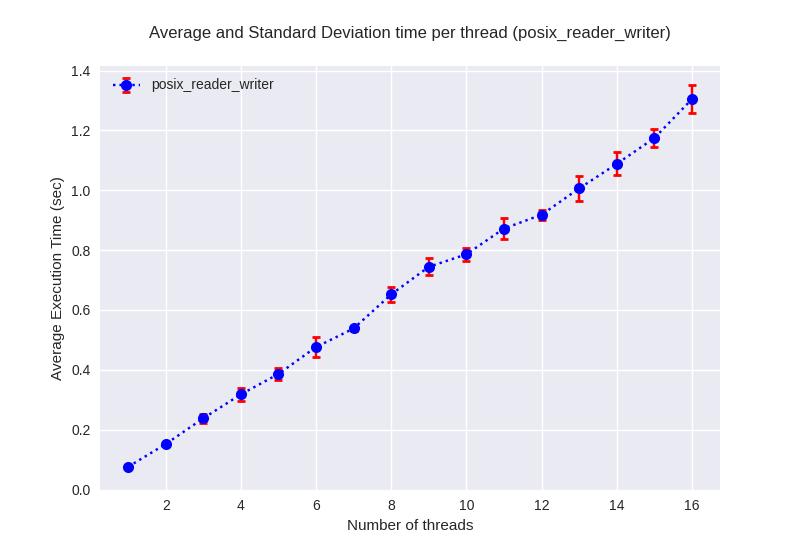 Average and Standard Deviation time per thread (posix_reader_writer)
posix_reader_writer
Average Execution Time (sec)
1.4
1.2
1.0
0.8
0.6
0.4
0.2
0.0
2 4 6 8 10 12 14 16
Number of threads